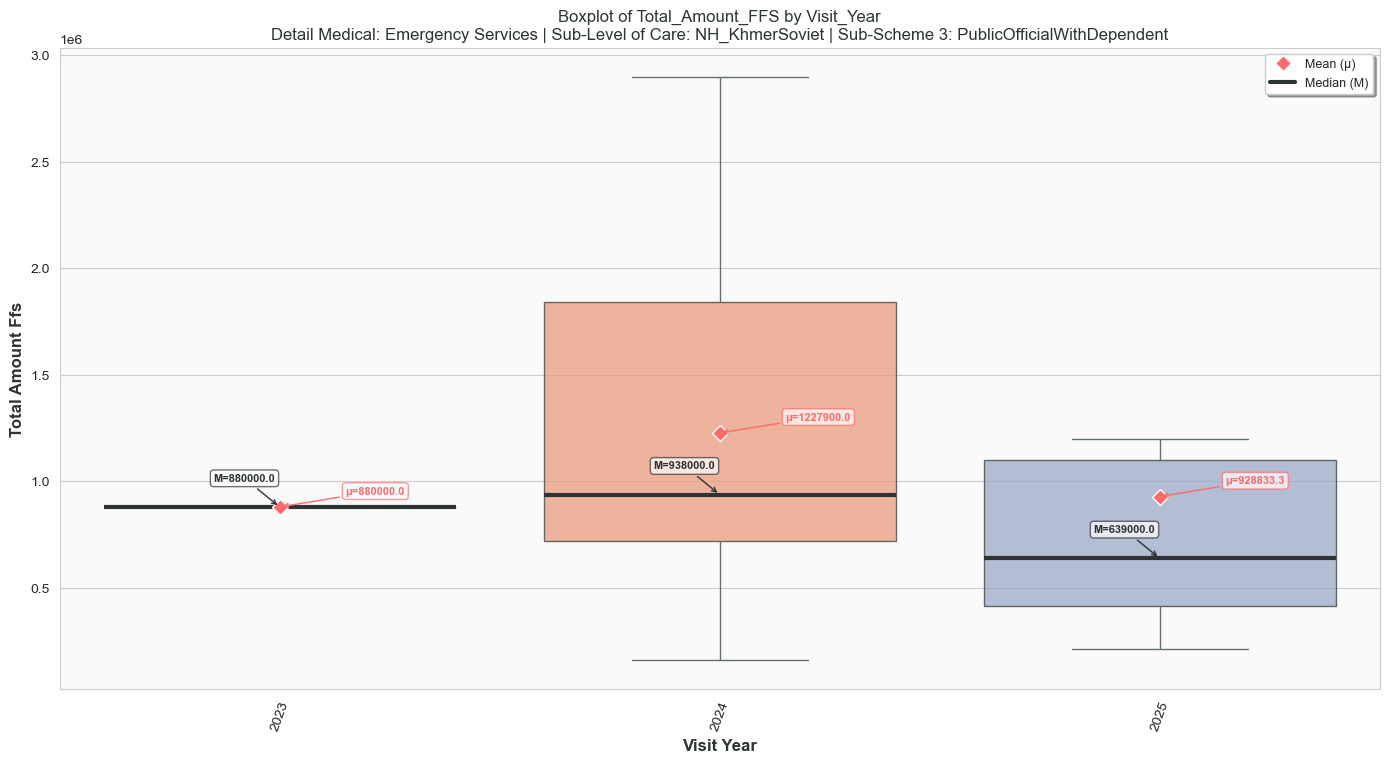 Boxplot of Total_Amount_FFS by Visit_Year
Detail Medical: Emergency Services | Sub-Level of Care: NH_KhmerSoviet | Sub-Scheme 3: PublicOfficialWithDependent
1e6
3.0
2.5
2.0
1.5
1.0
0.5
Total Amount Ffs
Mean (μ)
Median (M)
M=880000.0
μ=880000.0
M=938000.0
μ=1227900.0
M=639000.0
μ=928833.3
2023
2024
2025
Visit Year